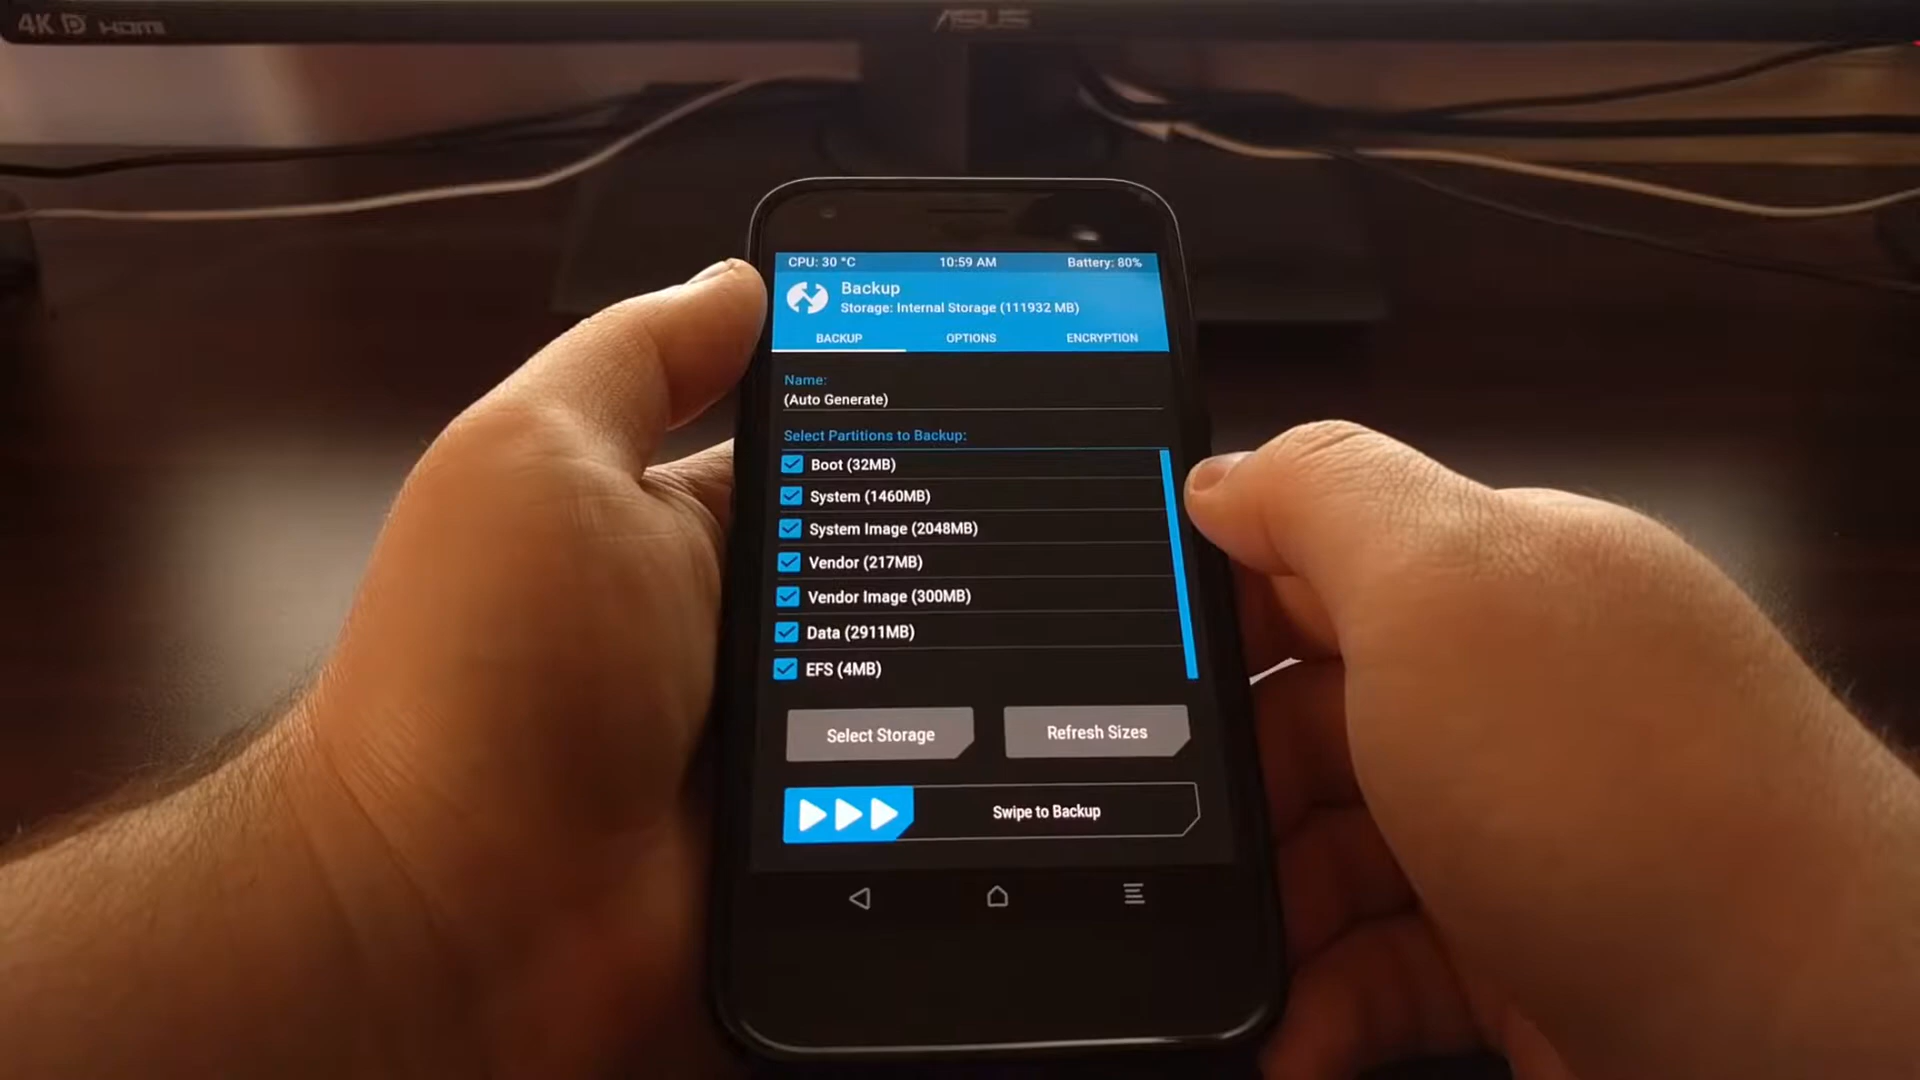 4K HDMI
ASUS
CPU: 30 °C 10:59 AM Battery: 80%
Backup
Storage: Internal Storage (111932 MB)
BACKUP OPTIONS ENCRYPTION
Name:
(Auto Generate)
Select Partitions to Backup:
Boot (32MB)
System (1460MB)
System Image (2048MB)
Vendor (217MB)
Vendor Image (300MB)
Data (2911MB)
EFS (4MB)
Select Storage Refresh Sizes
Swipe to Backup